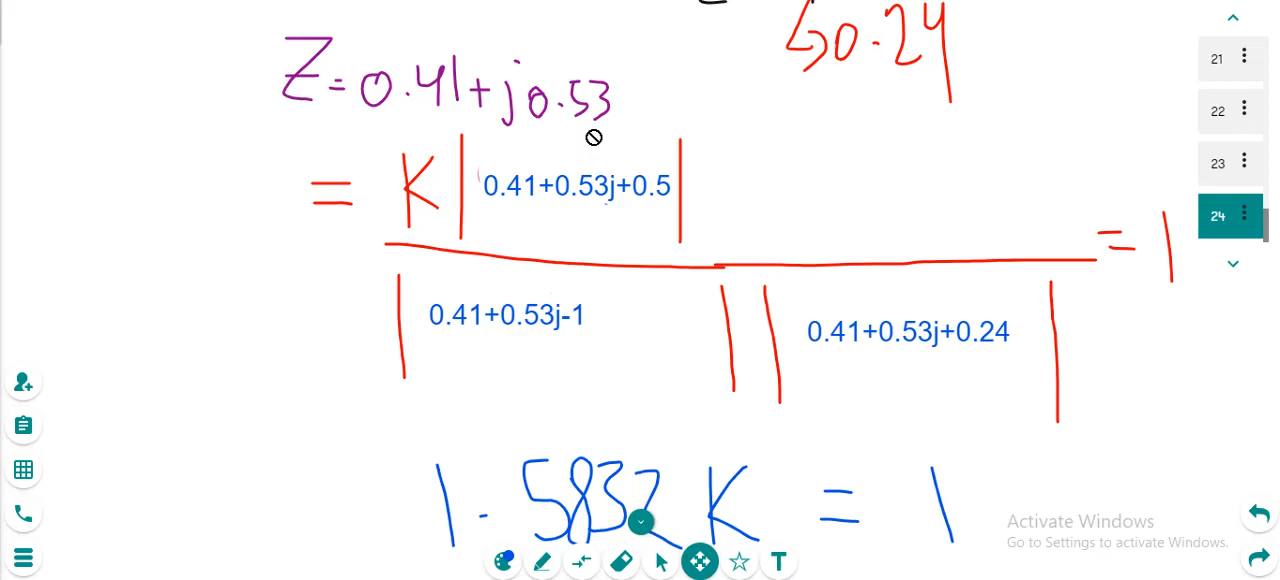 ↳0.24
Z=0.41+j0.53
= K|0.41+0.53j+0.5|
= 1
|0.41+0.53j-1| |0.41+0.53j+0.24|
1.5832 K = 1
21
22
23
24
Activate Windows
Go to Settings to activate Windows.
T